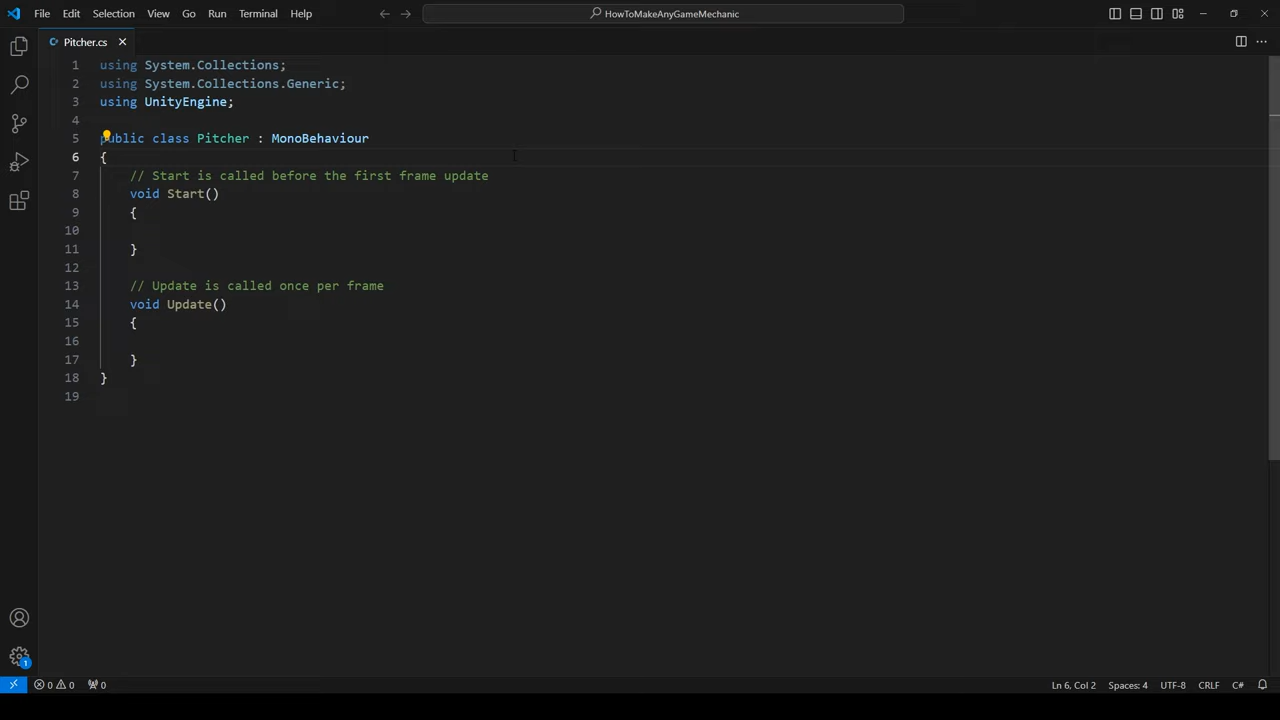 File Edit Selection View Go Run Terminal Help HowToMakeAnyGameMechanic
Pitcher.cs
1 using System.Collections;
2 using System.Collections.Generic;
3 using UnityEngine;
4
5 public class Pitcher : MonoBehaviour
6 {
7 // Start is called before the first frame update
8 void Start()
9 {
10
11 }
12
13 // Update is called once per frame
14 void Update()
15 {
16
17 }
18 }
19
1
0 0 0 Ln 6, Col 2 Spaces: 4 UTF-8 CRLF C#